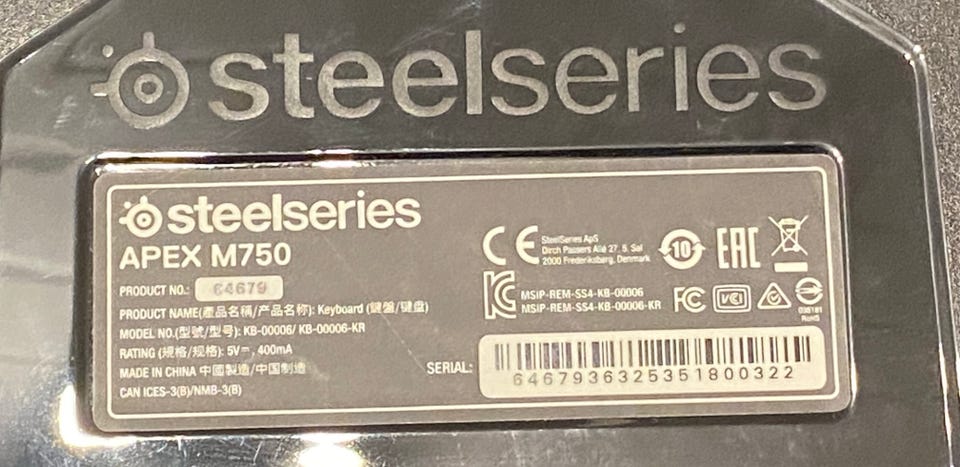 steelseries
steelseries
APEX M750
PRODUCT NO.: 64679
PRODUCT NAME(產品名稱/产品名称): Keyboard (鍵盤/键盘)
MODEL NO.(型號/型号): KB-00006/ KB-00006-KR
RATING (規格/规格): 5V⎓, 400mA
MADE IN CHINA 中國製造/中国制造
CAN ICES-3(B)/NMB-3(B)
CE
SteelSeries ApS
Dirch Passers Allé 27, 5. Sal
2000 Frederiksberg, Denmark
10
EAC
MSIP-REM-SS4-KB-00006
MSIP-REM-SS4-KB-00006-KR
FC
VCI
RoHS
SERIAL:
6467936325351800322